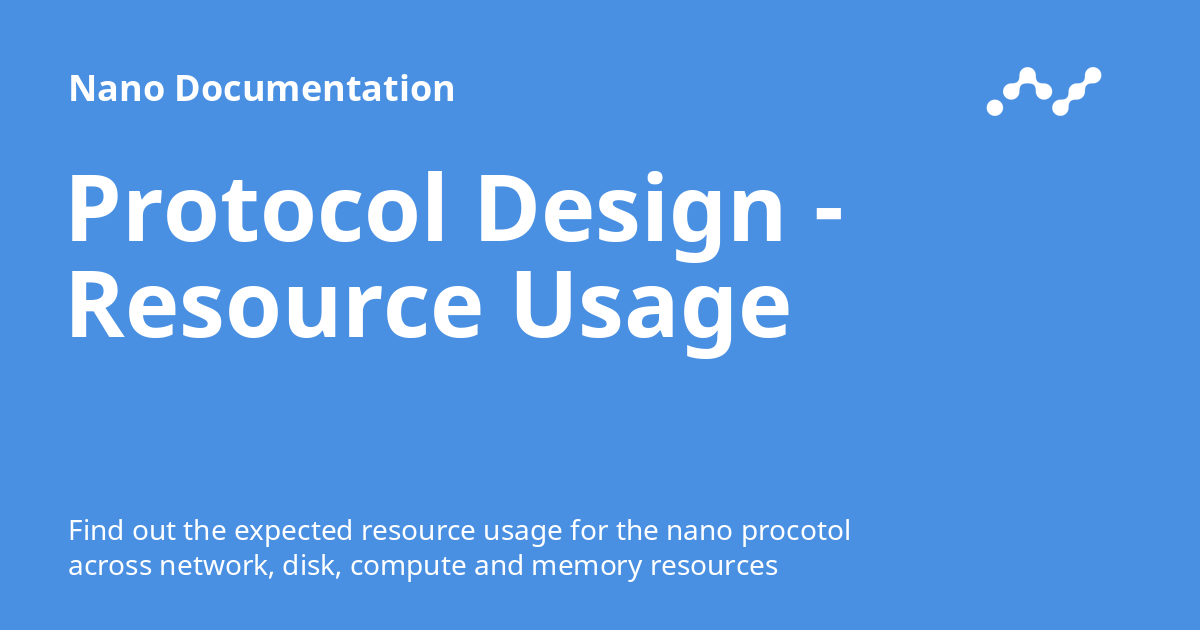 Nano Documentation
Protocol Design -
Resource Usage
Find out the expected resource usage for the nano procotol
across network, disk, compute and memory resources